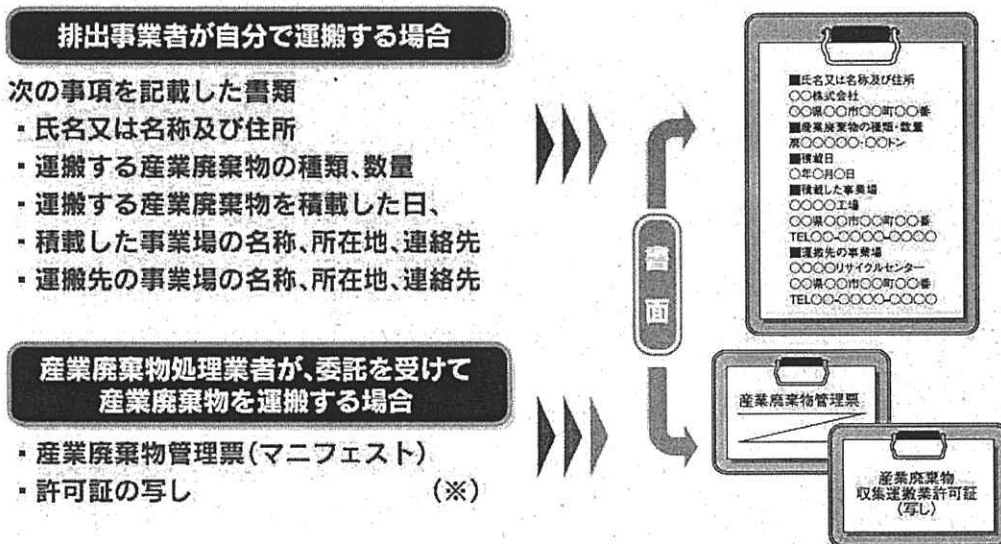 排出事業者が自分で運搬する場合
次の事項を記載した書類
・氏名又は名称及び住所
・運搬する産業廃棄物の種類、数量
・運搬する産業廃棄物を積載した日、
・積載した事業場の名称、所在地、連絡先
・運搬先の事業場の名称、所在地、連絡先
産業廃棄物処理業者が、委託を受けて
産業廃棄物を運搬する場合
・産業廃棄物管理票(マニフェスト)
・許可証の写し (※)
書面
■氏名又は名称及び住所
○○株式会社
○○県○○市○○町○○番
■産業廃棄物の種類・数量
廃○○○○○・○○トン
■積載日
○年○月○日
■積載した事業場
○○○○工場
○○県○○市○○町○○番
TEL○○-○○○○-○○○○
■運搬先の事業場
○○○○リサイクルセンター
○○県○○市○○町○○番
TEL○○-○○○○-○○○○
産業廃棄物管理票
産業廃棄物
収集運搬業許可証
(写し)